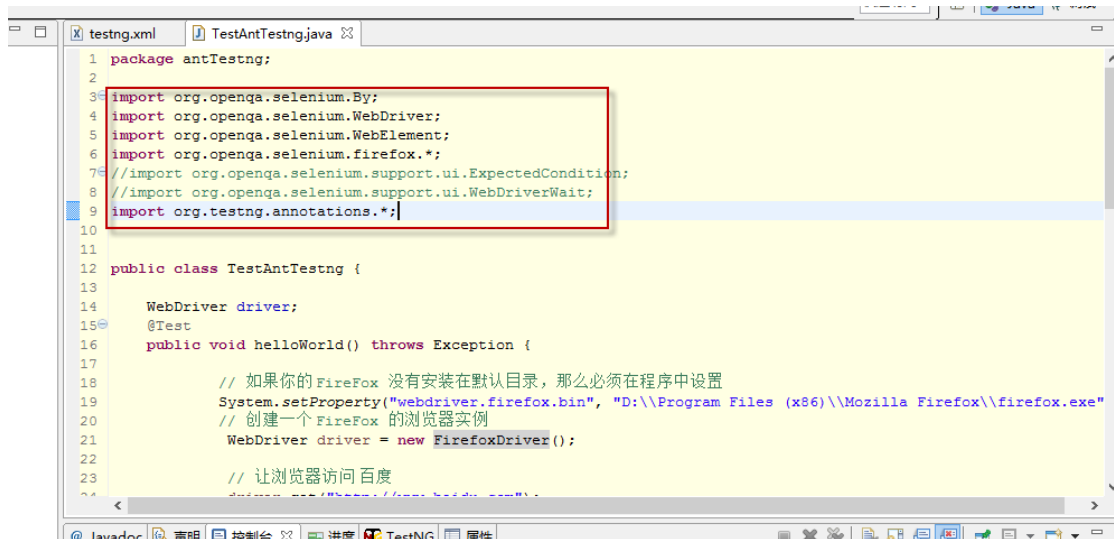 testng.xml TestAntTestng.java
1 package antTestng;
2
3 import org.openqa.selenium.By;
4 import org.openqa.selenium.WebDriver;
5 import org.openqa.selenium.WebElement;
6 import org.openqa.selenium.firefox.*;
7 //import org.openqa.selenium.support.ui.ExpectedCondition;
8 //import org.openqa.selenium.support.ui.WebDriverWait;
9 import org.testng.annotations.*;
10
11
12 public class TestAntTestng {
13
14 WebDriver driver;
15 @Test
16 public void helloWorld() throws Exception {
17
18 // 如果你的 FireFox 没有安装在默认目录，那么必须在程序中设置
19 System.setProperty("webdriver.firefox.bin", "D:\\Program Files (x86)\\Mozilla Firefox\\firefox.exe"
20 // 创建一个 FireFox 的浏览器实例
21 WebDriver driver = new FirefoxDriver();
22
23 // 让浏览器访问 百度
@ Javadoc 声明 控制台 进度 TestNG 属性